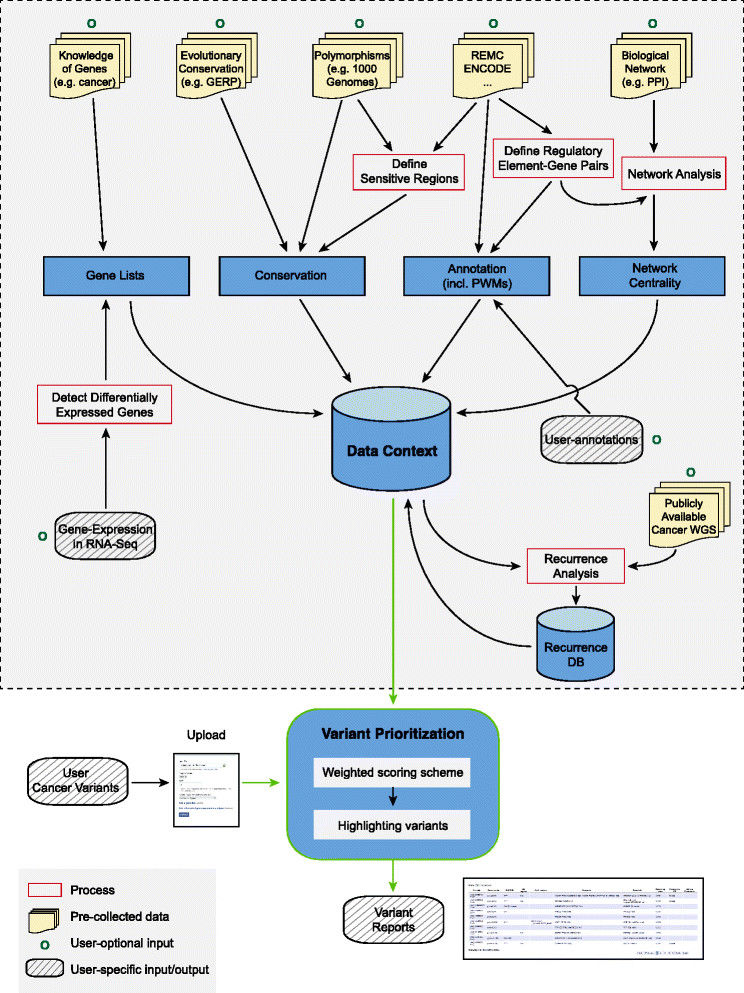 Knowledge
of Genes
(e.g. cancer)
Evolutionary
Conservation
(e.g. GERP)
Polymorphisms
(e.g. 1000
Genomes)
REMC
ENCODE
...
Biological
Network
(e.g. PPI)
Define
Sensitive Regions
Define Regulatory
Element-Gene Pairs
Network Analysis
Gene Lists
Conservation
Annotation
(incl. PWMs)
Network
Centrality
Detect Differentially
Expressed Genes
Data Context
User-annotations
Gene-Expression
in RNA-Seq
Publicly
Available
Cancer WGS
Recurrence
Analysis
Recurrence
DB
Upload
Variant Prioritization
User
Cancer Variants
Weighted scoring scheme
Highlighting variants
Variant
Reports
Process
Pre-collected data
User-optional input
User-specific input/output